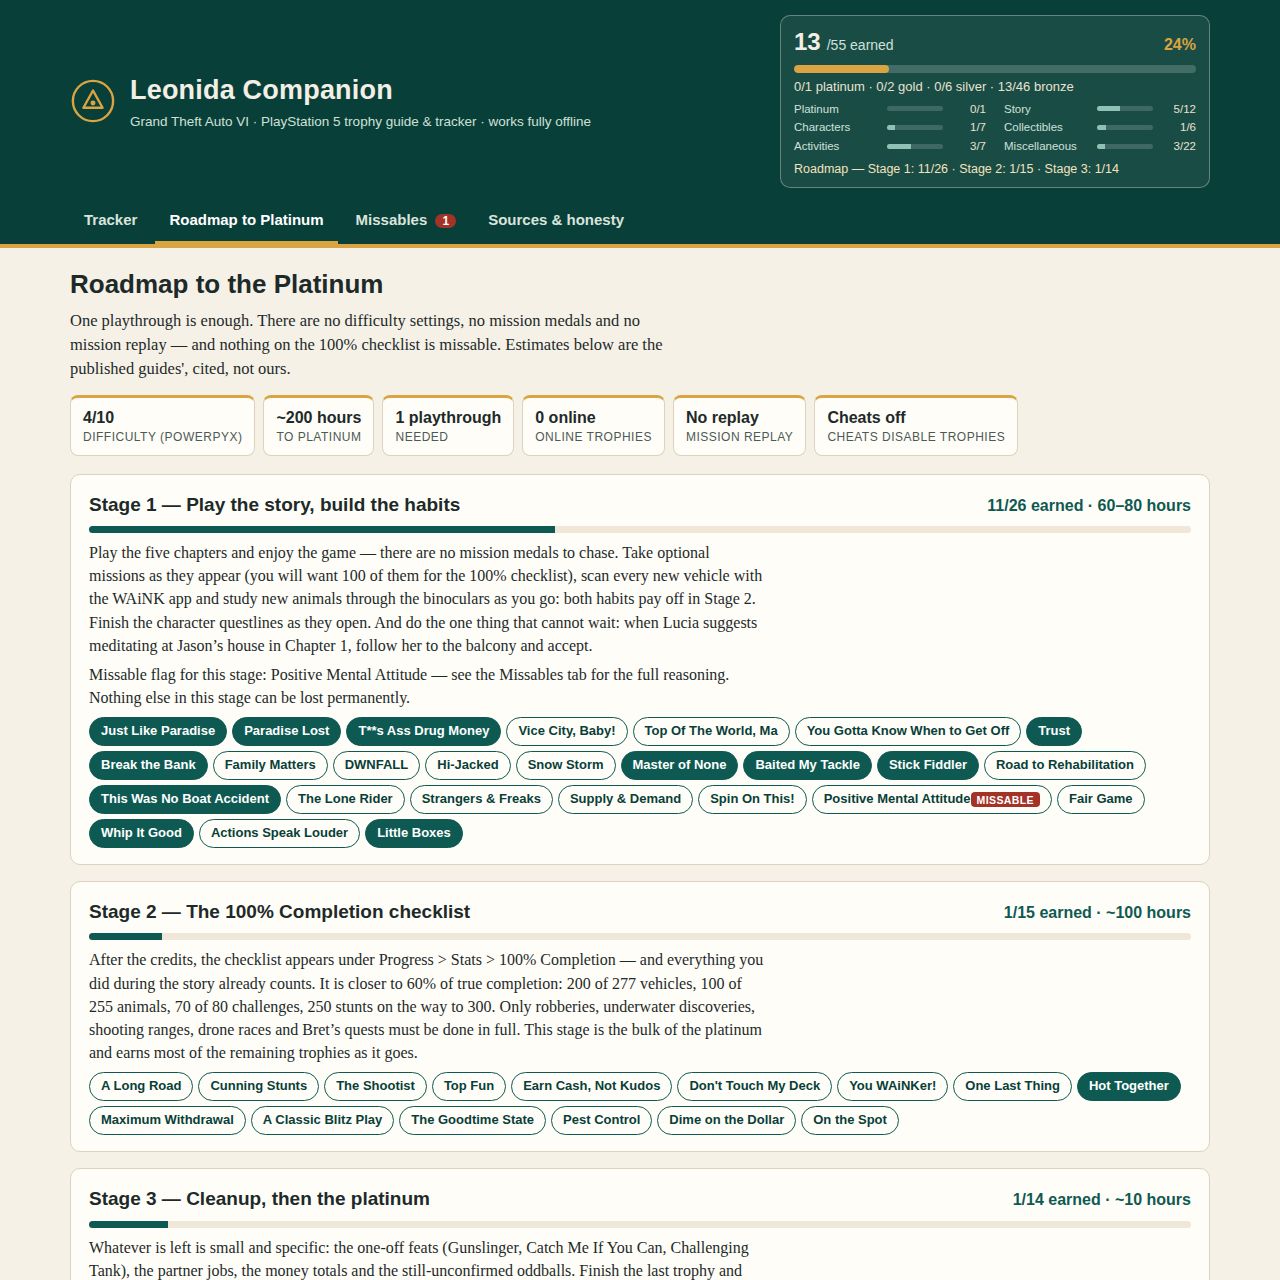 Leonida Companion
Grand Theft Auto VI · PlayStation 5 trophy guide & tracker · works fully offline
13 /55 earned 24%
0/1 platinum · 0/2 gold · 0/6 silver · 13/46 bronze
Platinum 0/1 Story 5/12
Characters 1/7 Collectibles 1/6
Activities 3/7 Miscellaneous 3/22
Roadmap — Stage 1: 11/26 · Stage 2: 1/15 · Stage 3: 1/14
Tracker Roadmap to Platinum Missables 1 Sources & honesty
Roadmap to the Platinum
One playthrough is enough. There are no difficulty settings, no mission medals and no
mission replay — and nothing on the 100% checklist is missable. Estimates below are the
published guides', cited, not ours.
4/10 ~200 hours 1 playthrough 0 online No replay Cheats off
DIFFICULTY (POWERPYX) TO PLATINUM NEEDED ONLINE TROPHIES MISSION REPLAY CHEATS DISABLE TROPHIES
Stage 1 — Play the story, build the habits 11/26 earned · 60–80 hours
Play the five chapters and enjoy the game — there are no mission medals to chase. Take optional
missions as they appear (you will want 100 of them for the 100% checklist), scan every new vehicle with
the WAiNK app and study new animals through the binoculars as you go: both habits pay off in Stage 2.
Finish the character questlines as they open. And do the one thing that cannot wait: when Lucia suggests
meditating at Jason’s house in Chapter 1, follow her to the balcony and accept.
Missable flag for this stage: Positive Mental Attitude — see the Missables tab for the full reasoning.
Nothing else in this stage can be lost permanently.
Just Like Paradise Paradise Lost T**s Ass Drug Money Vice City, Baby! Top Of The World, Ma You Gotta Know When to Get Off Trust
Break the Bank Family Matters DWNFALL Hi-Jacked Snow Storm Master of None Baited My Tackle Stick Fiddler Road to Rehabilitation
This Was No Boat Accident The Lone Rider Strangers & Freaks Supply & Demand Spin On This! Positive Mental Attitude MISSABLE Fair Game
Whip It Good Actions Speak Louder Little Boxes
Stage 2 — The 100% Completion checklist 1/15 earned · ~100 hours
After the credits, the checklist appears under Progress > Stats > 100% Completion — and everything you
did during the story already counts. It is closer to 60% of true completion: 200 of 277 vehicles, 100 of
255 animals, 70 of 80 challenges, 250 stunts on the way to 300. Only robberies, underwater discoveries,
shooting ranges, drone races and Bret’s quests must be done in full. This stage is the bulk of the platinum
and earns most of the remaining trophies as it goes.
A Long Road Cunning Stunts The Shootist Top Fun Earn Cash, Not Kudos Don't Touch My Deck You WAiNKer! One Last Thing Hot Together
Maximum Withdrawal A Classic Blitz Play The Goodtime State Pest Control Dime on the Dollar On the Spot
Stage 3 — Cleanup, then the platinum 1/14 earned · ~10 hours
Whatever is left is small and specific: the one-off feats (Gunslinger, Catch Me If You Can, Challenging
Tank), the partner jobs, the money totals and the still-unconfirmed oddballs. Finish the last trophy and